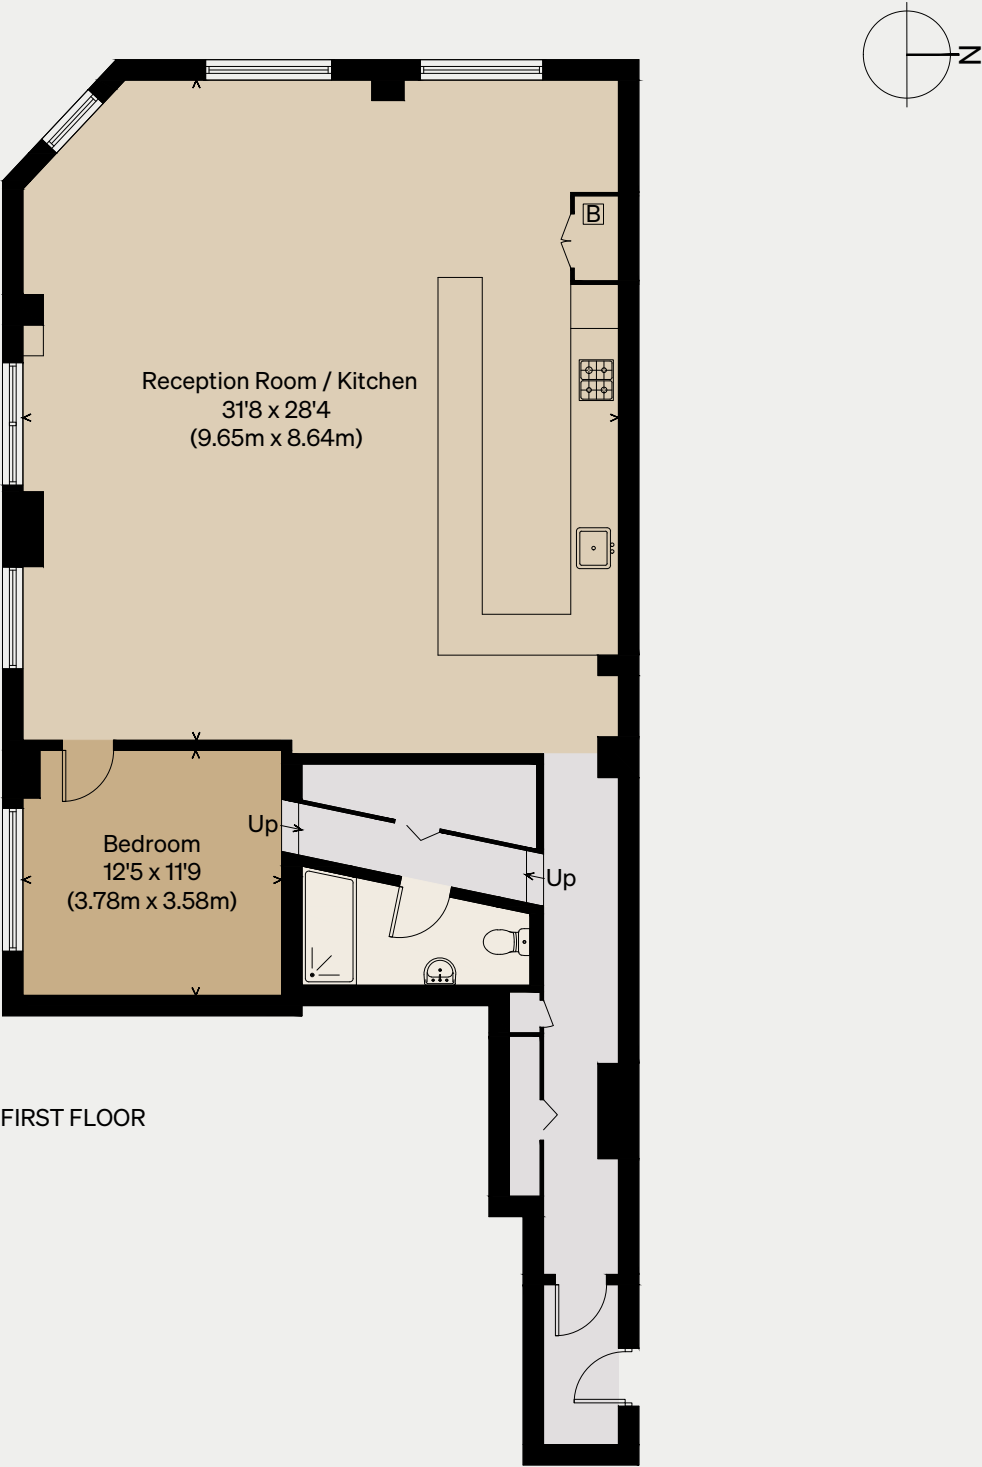 N
B
Reception Room / Kitchen
31'8 x 28'4
(9.65m x 8.64m)
Up
Bedroom
12'5 x 11'9
(3.78m x 3.58m)
Up
FIRST FLOOR